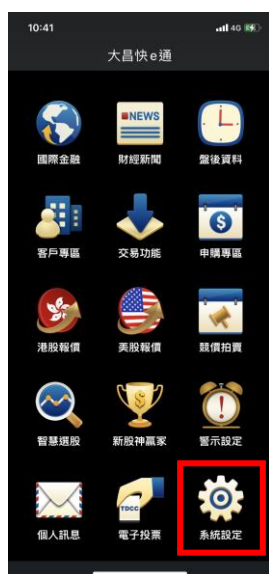 10:41
4G
大昌快e通
NEWS
國際金融 財經新聞 盤後資料
$
客戶專區 交易功能 申購專區
港股報價 美股報價 競價拍賣
智慧選股 新股神贏家 警示設定
TDCC
個人訊息 電子投票 系統設定